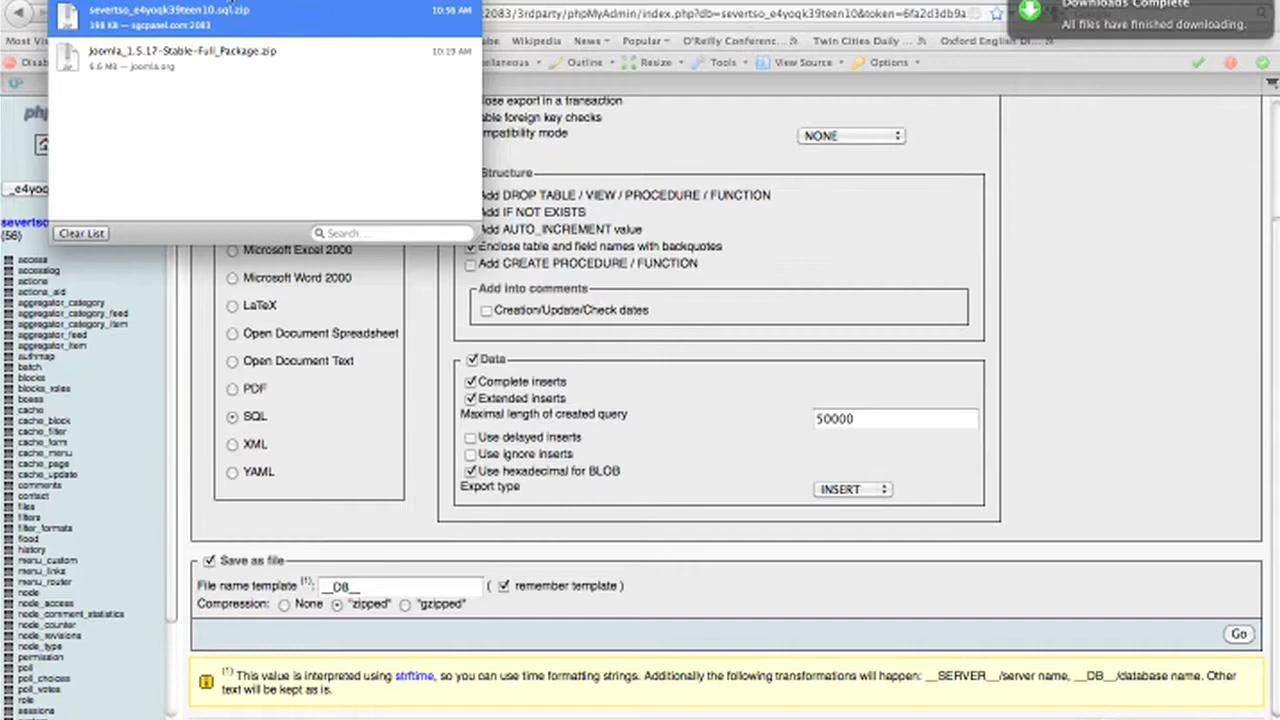 severtso_e4yoqk39teen10.sql.zip 10:56 AM
198 KB — sgcpanel.com:2083
:2083/3rdparty/phpMyAdmin/index.php?db=severtso_e4yoqk39teen10&token=6fa2d3db9a
Downloads Complete
All files have finished downloading.
Most Vis
Wikipedia News Popular O'Reilly Conferenc... Twin Cities Daily ... Oxford English Di...
Joomla_1.5.17-Stable-Full_Package.zip 10:19 AM
6.6 MB — joomla.org
Disab
ellaneous Outline Resize Tools View Source Options
php
lose export in a transaction
able foreign key checks
mpatibility mode NONE
Structure
Add DROP TABLE / VIEW / PROCEDURE / FUNCTION
Add IF NOT EXISTS
Add AUTO_INCREMENT value
Enclose table and field names with backquotes
Add CREATE PROCEDURE / FUNCTION
Add into comments
Creation/Update/Check dates
Clear List Search...
_e4yoq
severtso
(56)
access
accesslog
actions
actions_aid
aggregator_category
aggregator_category_feed
aggregator_category_item
aggregator_feed
aggregator_item
authmap
batch
blocks
blocks_roles
boxes
cache
cache_block
cache_filter
cache_form
cache_menu
cache_page
cache_update
comments
contact
files
filters
filter_formats
flood
history
menu_custom
menu_links
menu_router
node
node_access
node_comment_statistics
node_counter
node_revisions
node_type
permission
poll
poll_choices
poll_votes
role
sessions
Microsoft Excel 2000
Microsoft Word 2000
LaTeX
Open Document Spreadsheet
Open Document Text
PDF
SQL
XML
YAML
Data
Complete inserts
Extended inserts
Maximal length of created query 50000
Use delayed inserts
Use ignore inserts
Use hexadecimal for BLOB
Export type INSERT
Save as file
File name template (1): __DB__ ( remember template )
Compression: None "zipped" "gzipped"
Go
(1) This value is interpreted using strftime, so you can use time formatting strings. Additionally the following transformations will happen: __SERVER__/server name, __DB__/database name. Other
text will be kept as is.